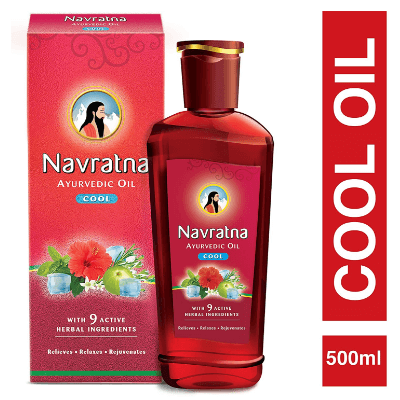 Navratna
AYURVEDIC OIL
COOL
WITH 9 ACTIVE
HERBAL INGREDIENTS
Relieves • Relaxes • Rejuvenates
Navratna
AYURVEDIC OIL
COOL
WITH 9 ACTIVE
HERBAL INGREDIENTS
Relieves • Relaxes • Rejuvenates
COOL OIL
500ml